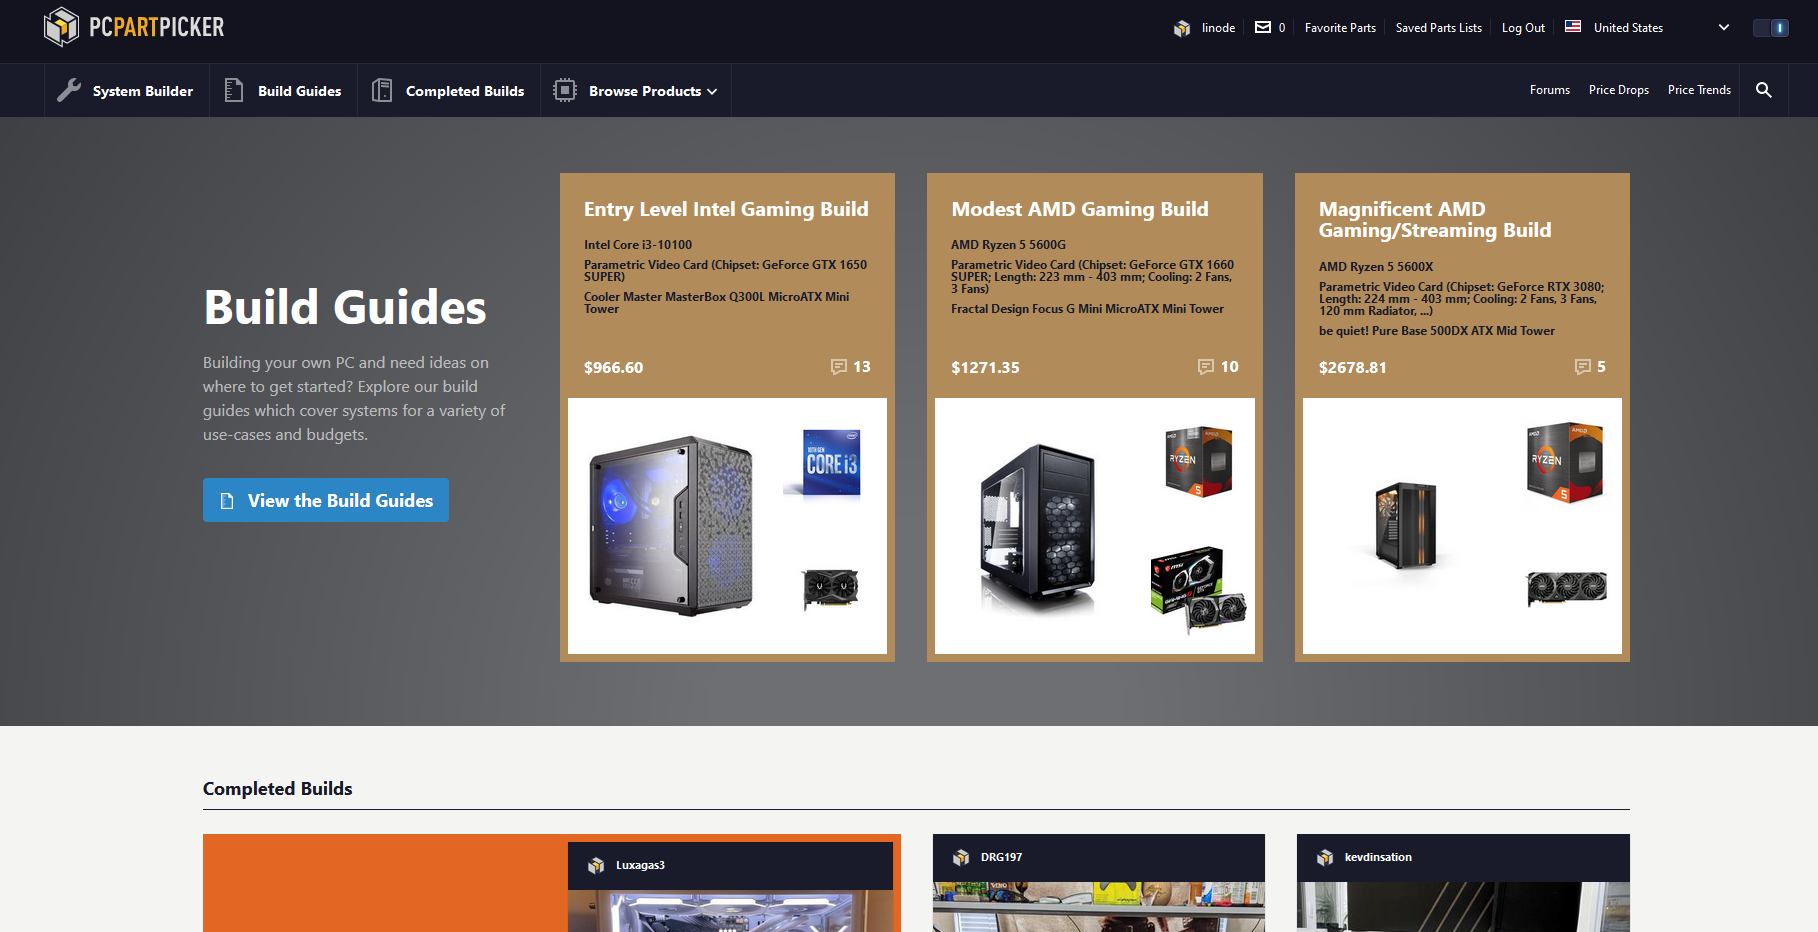 PCPARTPICKER
linode
0
Favorite Parts
Saved Parts Lists
Log Out
United States
System Builder
Build Guides
Completed Builds
Browse Products
Forums
Price Drops
Price Trends
Build Guides
Building your own PC and need ideas on
where to get started? Explore our build
guides which cover systems for a variety of
use-cases and budgets.
View the Build Guides
Entry Level Intel Gaming Build
Intel Core i3-10100
Parametric Video Card (Chipset: GeForce GTX 1650
SUPER)
Cooler Master MasterBox Q300L MicroATX Mini
Tower
$966.60
13
CORE i3
Modest AMD Gaming Build
AMD Ryzen 5 5600G
Parametric Video Card (Chipset: GeForce GTX 1660
SUPER; Length: 223 mm - 403 mm; Cooling: 2 Fans,
3 Fans)
Fractal Design Focus G Mini MicroATX Mini Tower
$1271.35
10
RYZEN
5
Magnificent AMD
Gaming/Streaming Build
AMD Ryzen 5 5600X
Parametric Video Card (Chipset: GeForce RTX 3080;
Length: 224 mm - 403 mm; Cooling: 2 Fans, 3 Fans,
120 mm Radiator, ...)
be quiet! Pure Base 500DX ATX Mid Tower
$2678.81
5
RYZEN
5
Completed Builds
Luxagas3
DRG197
kevdinsation